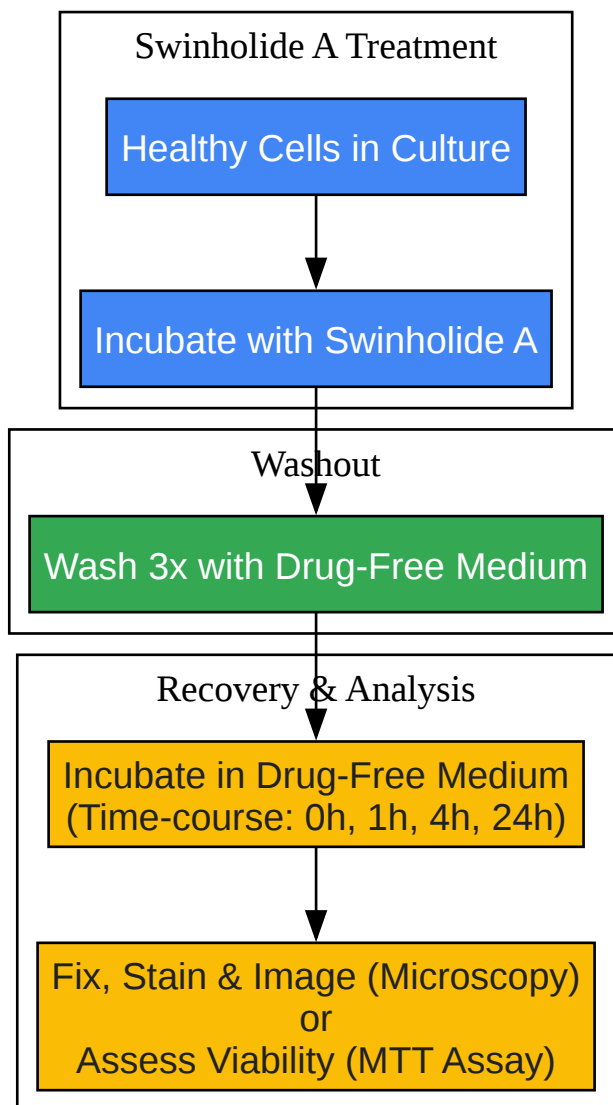 Swinholide A Treatment
Healthy Cells in Culture
Incubate with Swinholide A
Washout
Wash 3x with Drug-Free Medium
Recovery & Analysis
Incubate in Drug-Free Medium
(Time-course: 0h, 1h, 4h, 24h)
Fix, Stain & Image (Microscopy)
or
Assess Viability (MTT Assay)